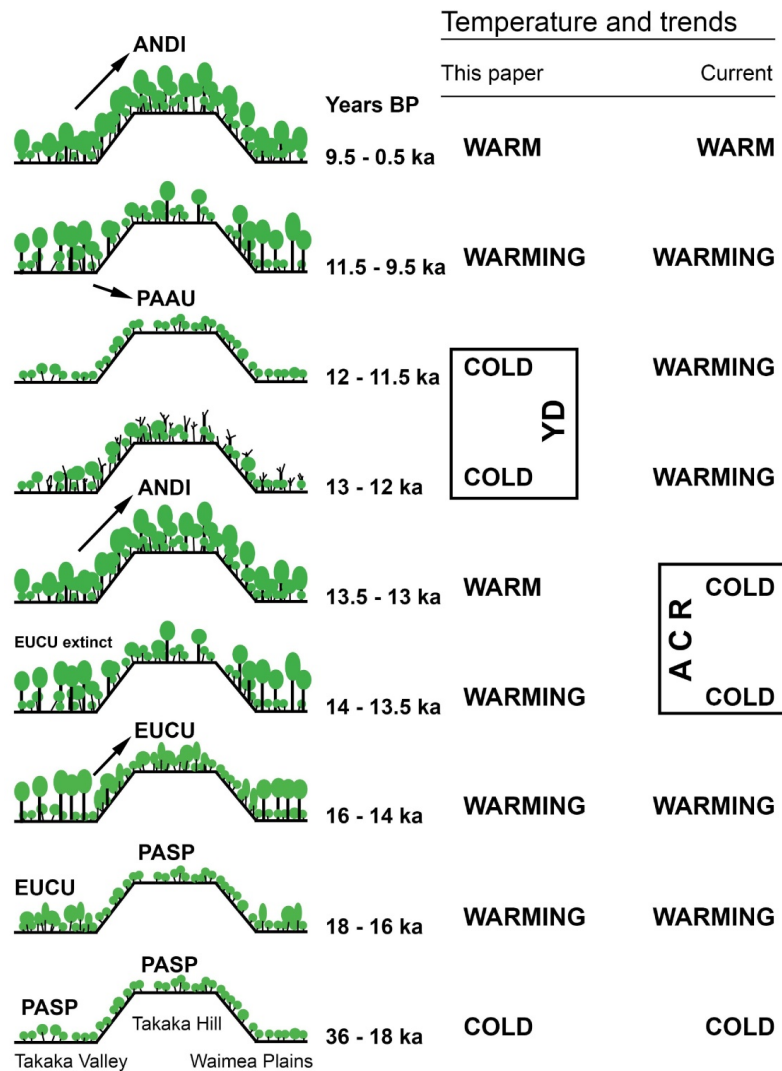 Temperature and trends
This paper Current
ANDI
Years BP
9.5 - 0.5 ka WARM WARM
11.5 - 9.5 ka WARMING WARMING
PAAU
12 - 11.5 ka COLD WARMING
YD
13 - 12 ka COLD WARMING
ANDI
13.5 - 13 ka WARM COLD
ACR
EUCU extinct
14 - 13.5 ka WARMING COLD
EUCU
16 - 14 ka WARMING WARMING
PASP
EUCU
18 - 16 ka WARMING WARMING
PASP
PASP
Takaka Hill
36 - 18 ka COLD COLD
Takaka Valley Waimea Plains